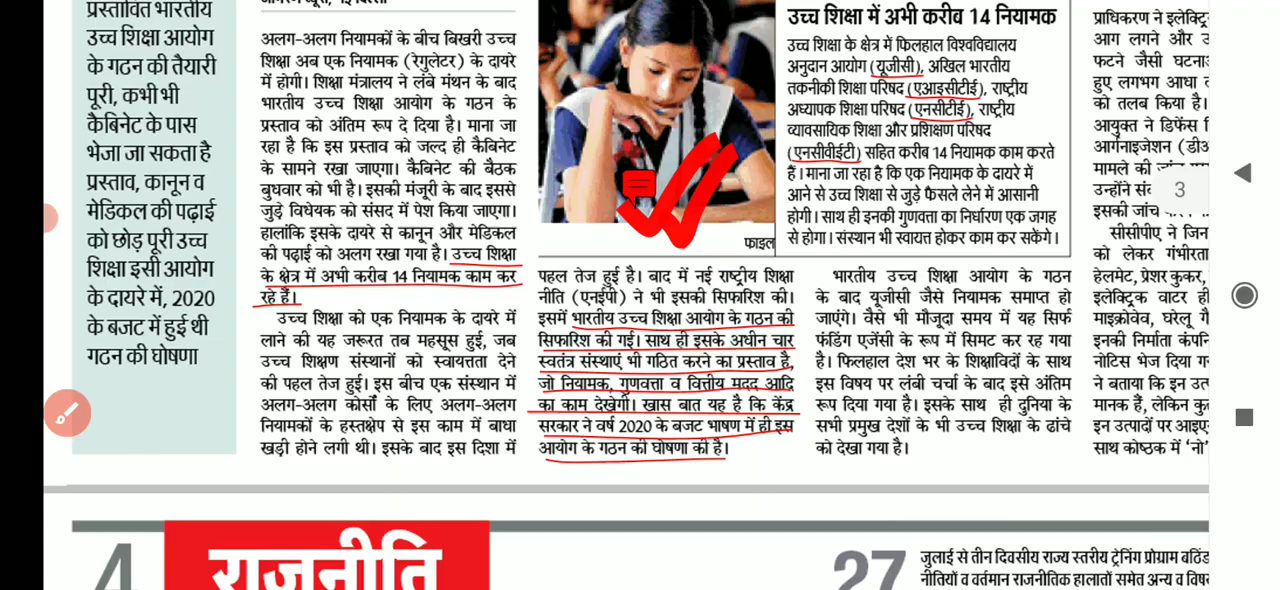 प्रस्तावित भारतीय
उच्च शिक्षा आयोग
के गठन की तैयारी
पूरी, कभी भी
कैबिनेट के पास
भेजा जा सकता है
प्रस्ताव, कानून व
मेडिकल की पढ़ाई
को छोड़ पूरी उच्च
शिक्षा इसी आयोग
के दायरे में, 2020
के बजट में हुई थी
गठन की घोषणा
अलग-अलग नियामकों के बीच बिखरी उच्च
शिक्षा अब एक नियामक (रेगुलेटर) के दायरे
में होगी। शिक्षा मंत्रालय ने लंबे मंथन के बाद
भारतीय उच्च शिक्षा आयोग के गठन के
प्रस्ताव को अंतिम रूप दे दिया है। माना जा
रहा है कि इस प्रस्ताव को जल्द ही कैबिनेट
के सामने रखा जाएगा। कैबिनेट की बैठक
बुधवार को भी है। इसकी मंजूरी के बाद इससे
जुड़े विधेयक को संसद में पेश किया जाएगा।
हालांकि इसके दायरे से कानून और मेडिकल
की पढ़ाई को अलग रखा गया है। उच्च शिक्षा
के क्षेत्र में अभी करीब 14 नियामक काम कर
रहे हैं।
उच्च शिक्षा को एक नियामक के दायरे में
लाने की यह जरूरत तब महसूस हुई, जब
उच्च शिक्षण संस्थानों को स्वायत्तता देने
की पहल तेज हुई। इस बीच एक संस्थान में
अलग-अलग कोर्सों के लिए अलग-अलग
नियामकों के हस्तक्षेप से इस काम में बाधा
खड़ी होने लगी थी। इसके बाद इस दिशा में
फाइल
पहल तेज हुई है। बाद में नई राष्ट्रीय शिक्षा
नीति (एनईपी) ने भी इसकी सिफारिश की।
इसमें भारतीय उच्च शिक्षा आयोग के गठन की
सिफारिश की गई। साथ ही इसके अधीन चार
स्वतंत्र संस्थाएं भी गठित करने का प्रस्ताव है,
जो नियामक, गुणवत्ता व वित्तीय मदद आदि
का काम देखेगी। खास बात यह है कि केंद्र
सरकार ने वर्ष 2020 के बजट भाषण में ही इस
आयोग के गठन की घोषणा की है।
उच्च शिक्षा में अभी करीब 14 नियामक
उच्च शिक्षा के क्षेत्र में फिलहाल विश्वविद्यालय
अनुदान आयोग (यूजीसी), अखिल भारतीय
तकनीकी शिक्षा परिषद (एआइसीटीई), राष्ट्रीय
अध्यापक शिक्षा परिषद (एनसीटीई), राष्ट्रीय
व्यावसायिक शिक्षा और प्रशिक्षण परिषद
(एनसीवीईटी) सहित करीब 14 नियामक काम करते
हैं। माना जा रहा है कि एक नियामक के दायरे में
आने से उच्च शिक्षा से जुड़े फैसले लेने में आसानी
होगी। साथ ही इनकी गुणवत्ता का निर्धारण एक जगह
से होगा। संस्थान भी स्वायत्त होकर काम कर सकेंगे।
भारतीय उच्च शिक्षा आयोग के गठन
के बाद यूजीसी जैसे नियामक समाप्त हो
जाएंगे। वैसे भी मौजूदा समय में यह सिर्फ
फंडिंग एजेंसी के रूप में सिमट कर रह गया
है। फिलहाल देश भर के शिक्षाविदों के साथ
इस विषय पर लंबी चर्चा के बाद इसे अंतिम
रूप दिया गया है। इसके साथ ही दुनिया के
सभी प्रमुख देशों के भी उच्च शिक्षा के ढांचे
को देखा गया है।
प्राधिकरण ने
आग लगने और
फटने जैसी
हुए लगभग आधा
को तलब किया है।
आयुक्त ने डिफेंस
आर्गनाइजेशन
मामले की
उन्होंने
इसकी जांच
सीसीपीए ने जिन
को लेकर गंभीरता
हेलमेट, प्रेशर कुकर,
इलेक्ट्रिक वाटर
माइक्रोवेव, घरेलू
इनकी निर्माता
नोटिस भेज दिया
ने बताया कि इन
मानक हैं, लेकिन
इन उत्पादों पर
साथ कोष्ठक में 'नो'
3
4
राजनीति
27
जुलाई से तीन दिवसीय राज्य स्तरीय ट्रेनिंग प्रोग्राम
नीतियों व वर्तमान राजनीतिक हालातों समेत अन्य व